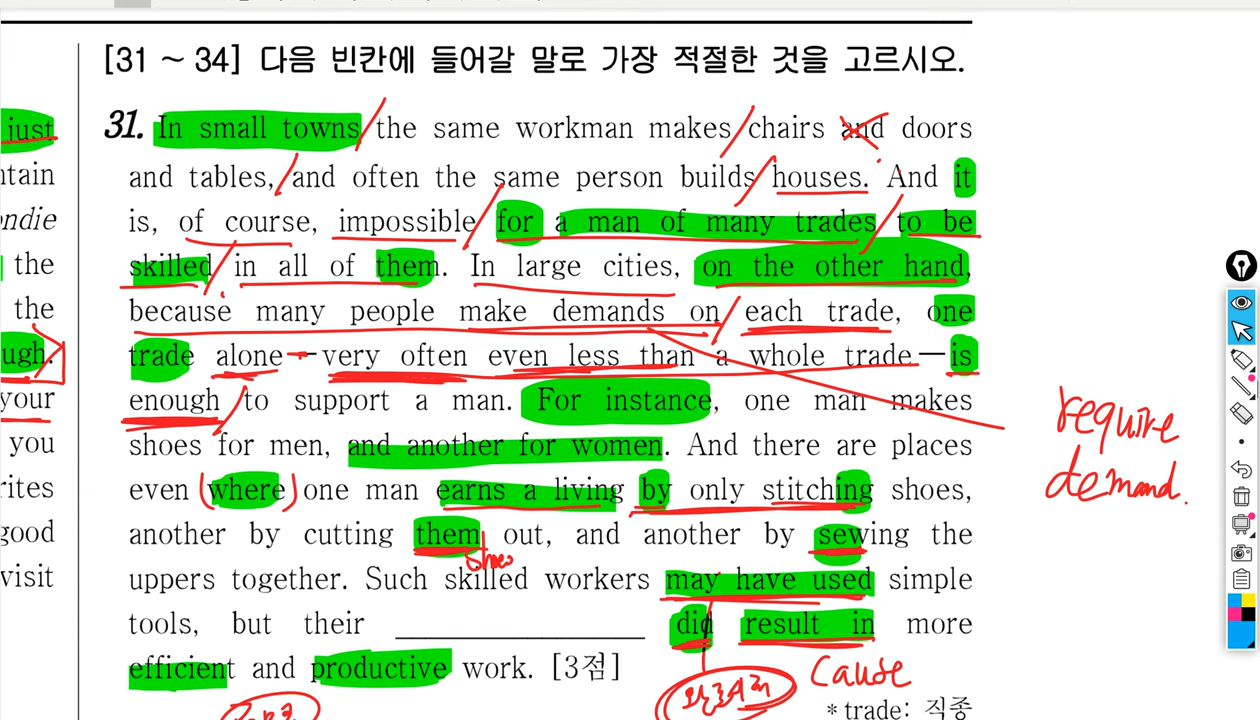 just
ntain
ondie
the
the
ough.
your
you
rites
good
visit
[31 ~ 34] 다음 빈칸에 들어갈 말로 가장 적절한 것을 고르시오.
31. In small towns the same workman makes chairs and doors
and tables, and often the same person builds houses. And it
is, of course, impossible for a man of many trades to be
skilled in all of them. In large cities, on the other hand,
because many people make demands on each trade, one
trade alone—very often even less than a whole trade—is
enough to support a man. For instance, one man makes
shoes for men, and another for women. And there are places
even (where) one man earns a living by only stitching shoes,
another by cutting them out, and another by sewing the
shoes
uppers together. Such skilled workers may have used simple
tools, but their ____________ did result in more
efficient and productive work. [3점]
require
demand.
cause
* trade: 직종